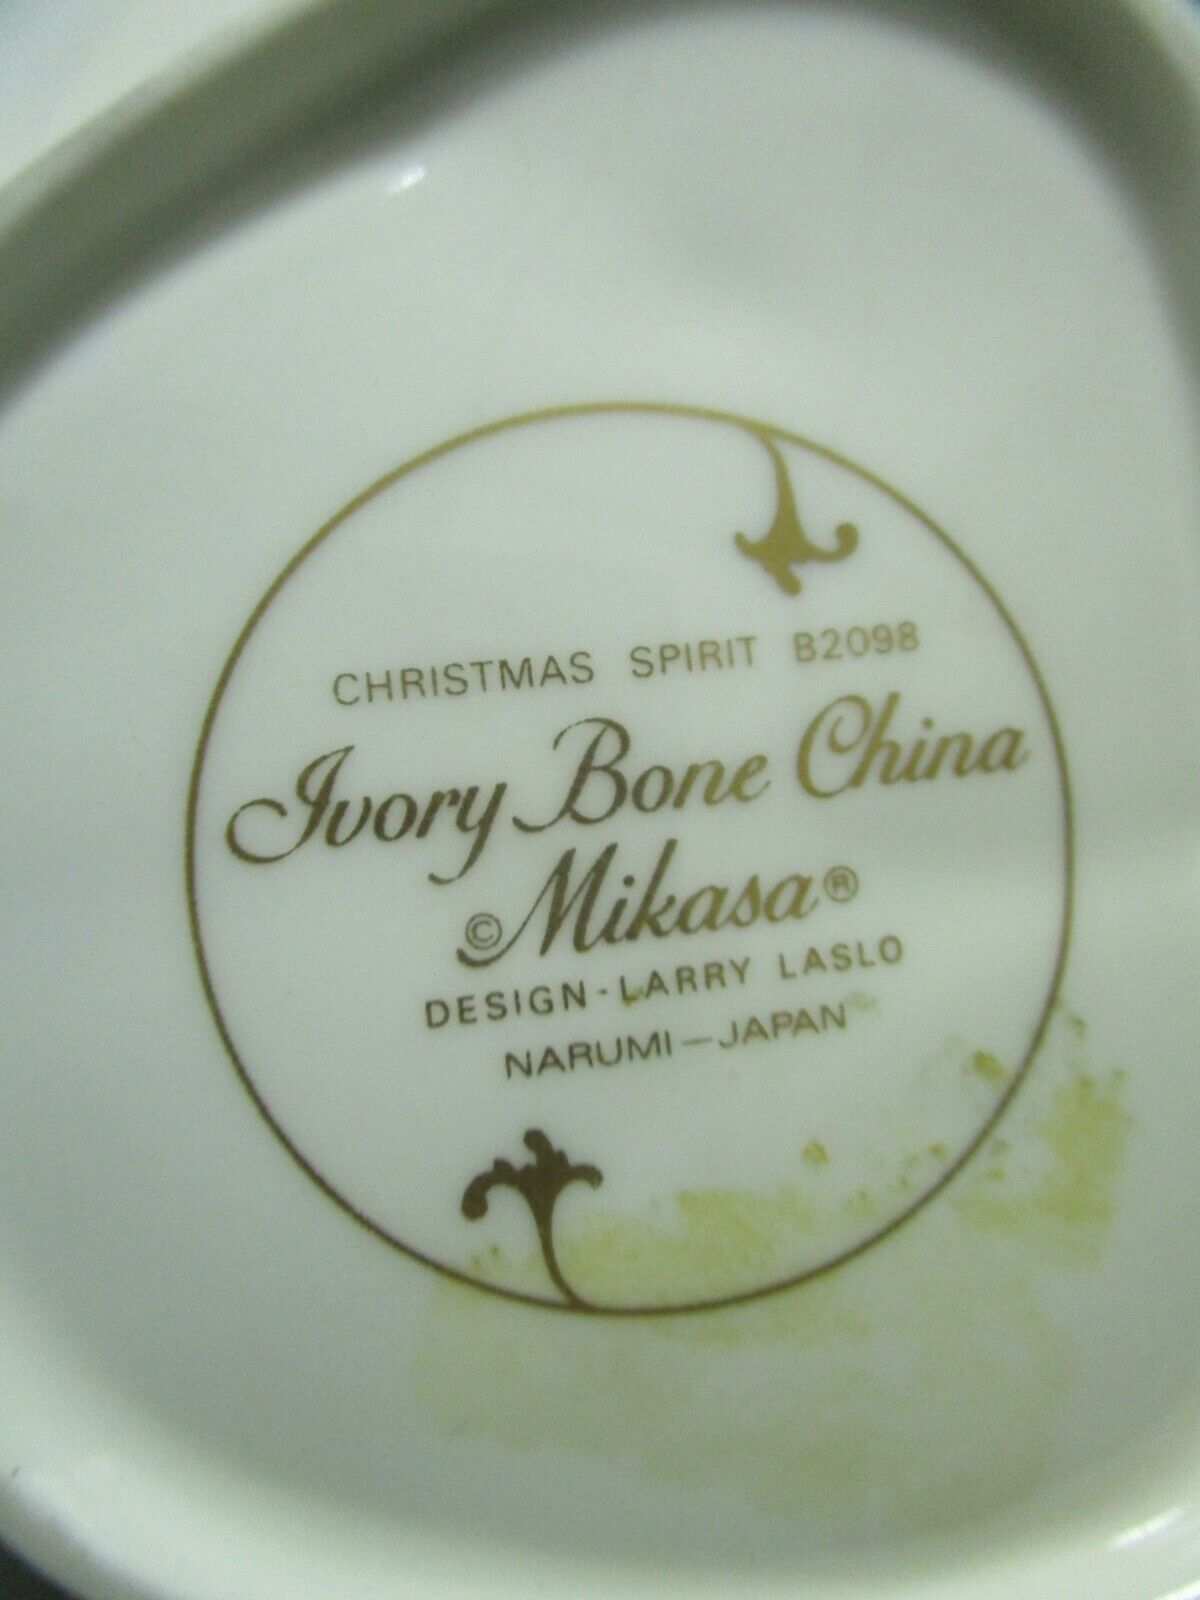 CHRISTMAS SPIRIT B2098
Ivory Bone China
©Mikasa®
DESIGN-LARRY LASLO
NARUMI—JAPAN